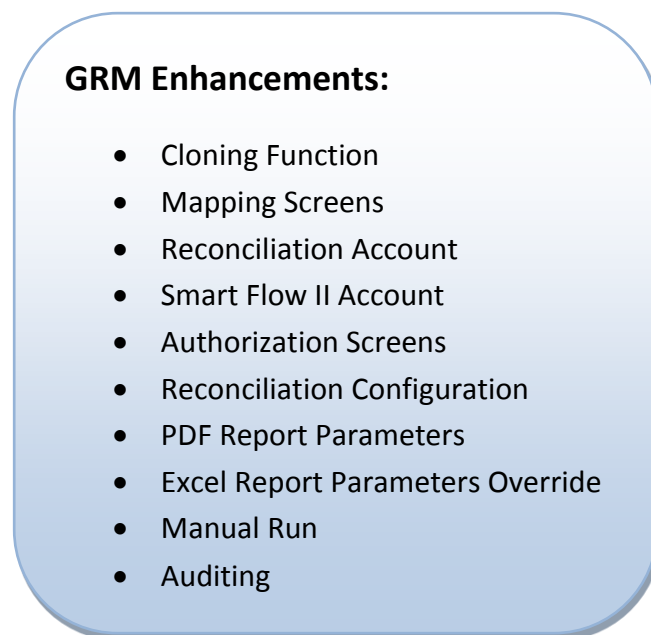 GRM Enhancements:
• Cloning Function
• Mapping Screens
• Reconciliation Account
• Smart Flow II Account
• Authorization Screens
• Reconciliation Configuration
• PDF Report Parameters
• Excel Report Parameters Override
• Manual Run
• Auditing